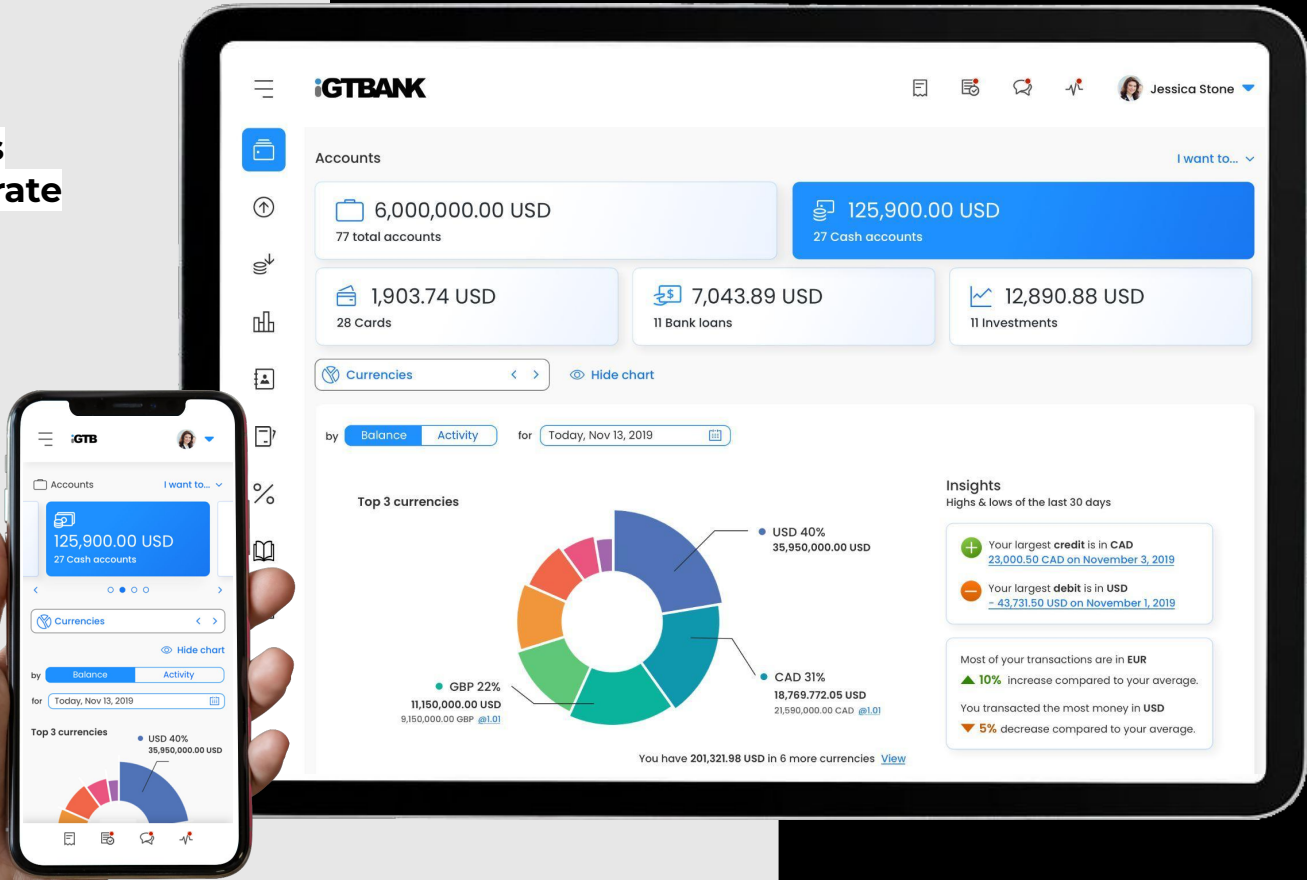 s
rate
iGTBANK
Jessica Stone
Accounts
I want to...
6,000,000.00 USD
77 total accounts
125,900.00 USD
27 Cash accounts
1,903.74 USD
28 Cards
7,043.89 USD
11 Bank loans
12,890.88 USD
11 Investments
Currencies
Hide chart
by Balance Activity for Today, Nov 13, 2019
Top 3 currencies
USD 40%
35,950,000.00 USD
CAD 31%
18,769.772.05 USD
21,590,000.00 CAD @1.01
GBP 22%
11,150,000.00 USD
9,150,000.00 GBP @1.01
You have 201,321.98 USD in 6 more currencies View
Insights
Highs & lows of the last 30 days
Your largest credit is in CAD
23,000.50 CAD on November 3, 2019
Your largest debit is in USD
- 43,731.50 USD on November 1, 2019
Most of your transactions are in EUR
10% increase compared to your average.
You transacted the most money in USD
5% decrease compared to your average.
iGTB
Accounts
I want to...
125,900.00 USD
27 Cash accounts
Currencies
Hide chart
by Balance Activity
for Today, Nov 13, 2019
Top 3 currencies
USD 40%
35,950,000.00 USD